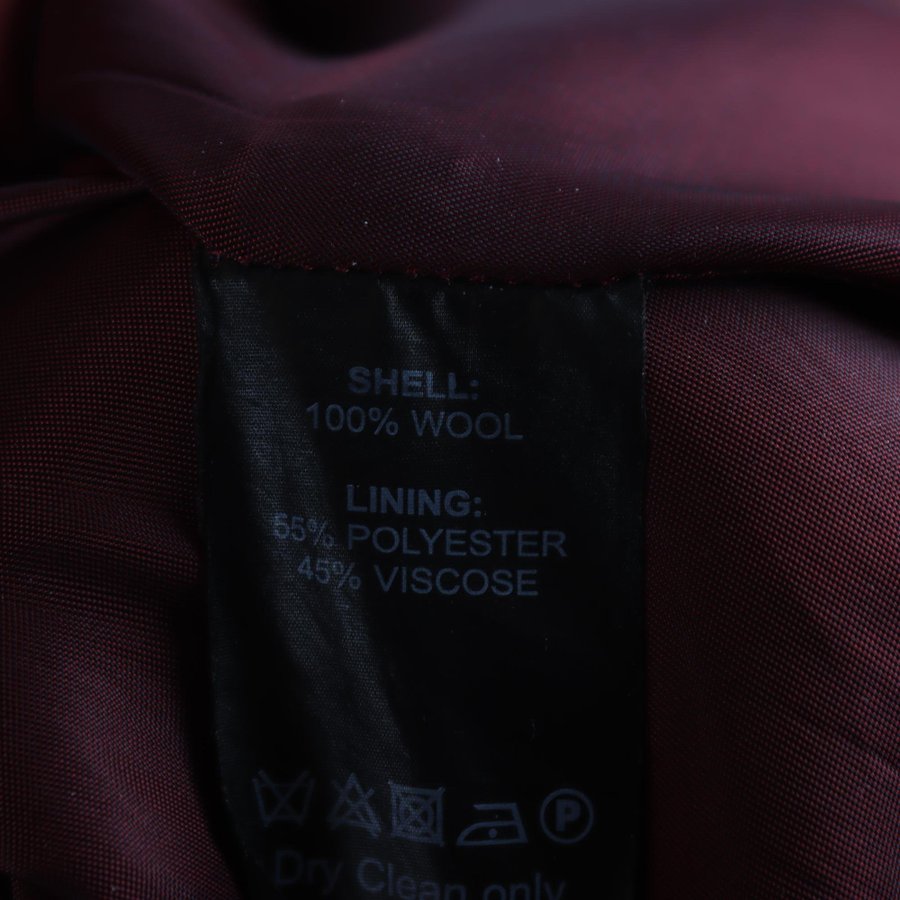 SHELL:
100% WOOL
LINING:
55% POLYESTER
45% VISCOSE
P
Dry Clean only